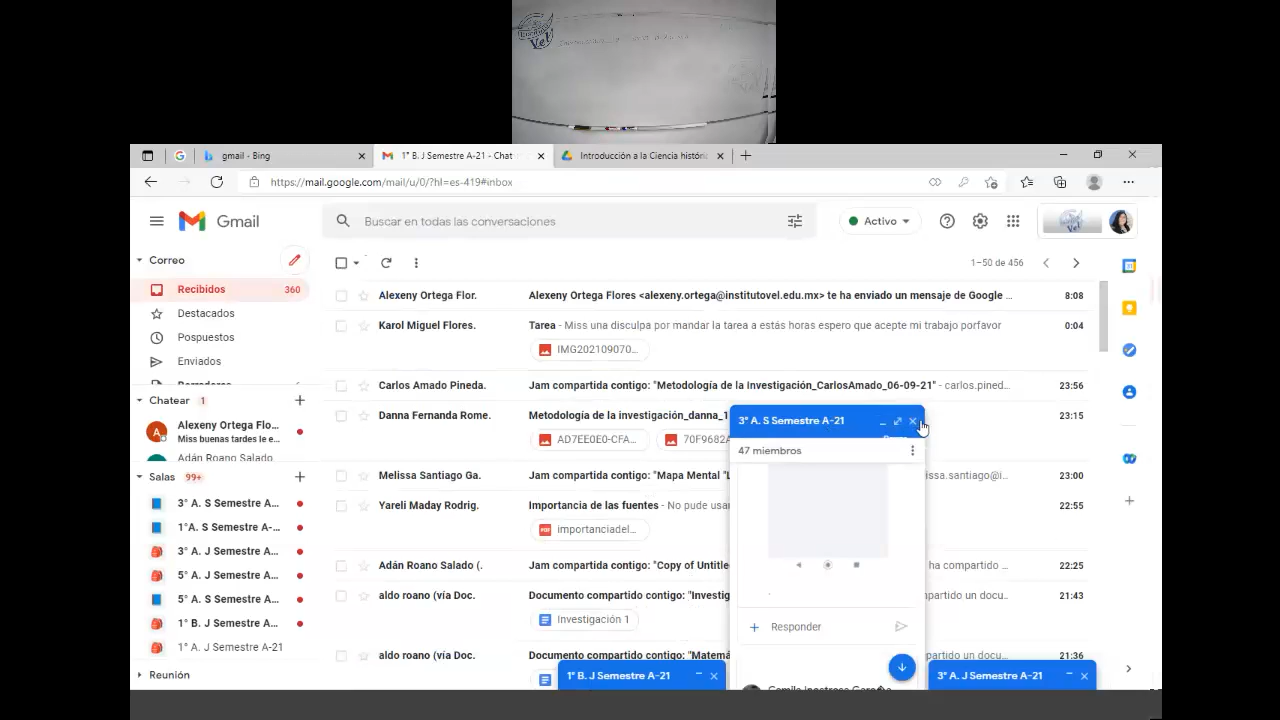 Vel
gmail - Bing
1° B. J Semestre A-21 - Chat
Introducción a la Ciencia históric
https://mail.google.com/mail/u/0/?hl=es-419#inbox
Gmail
Buscar en todas las conversaciones
Activo
Correo
1–50 de 456
Recibidos 360
Alexeny Ortega Flor. Alexeny Ortega Flores <alexeny.ortega@institutovel.edu.mx> te ha enviado un mensaje de Google ... 8:08
Destacados
Karol Miguel Flores. Tarea - Miss una disculpa por mandar la tarea a estás horas espero que acepte mi trabajo porfavor 0:04
Pospuestos
IMG202109070...
Enviados
Borradores
Carlos Amado Pineda. Jam compartida contigo: "Metodología de la Investigación_CarlosAmado_06-09-21" - carlos.pined... 23:56
Chatear 1
Danna Fernanda Rome. Metodología de la investigación_danna_1 23:15
Alexeny Ortega Flo...
Miss buenas tardes le e...
AD7EE0E0-CFA...
70F9682A
Adán Roano Salado
Salas 99+
Melissa Santiago Ga. Jam compartida contigo: "Mapa Mental "L issa.santiago@i... 23:00
3° A. S Semestre A...
Yareli Maday Rodrig. Importancia de las fuentes - No pude usa 22:55
1°A. S Semestre A-...
importanciadel...
3° A. J Semestre A...
Adán Roano Salado (. Jam compartida contigo: "Copy of Untitle ha compartido ... 22:25
5° A. J Semestre A...
aldo roano (vía Doc. Documento compartido contigo: "Investig partido un docu... 21:43
5° A. S Semestre A...
Investigación 1
1° B. J Semestre A...
1° A. J Semestre A-21
aldo roano (vía Doc. Documento compartido contigo: "Matemá partido un docu... 21:36
Reunión
3° A. S Semestre A-21
47 miembros
Responder
1° B. J Semestre A-21
3° A. J Semestre A-21